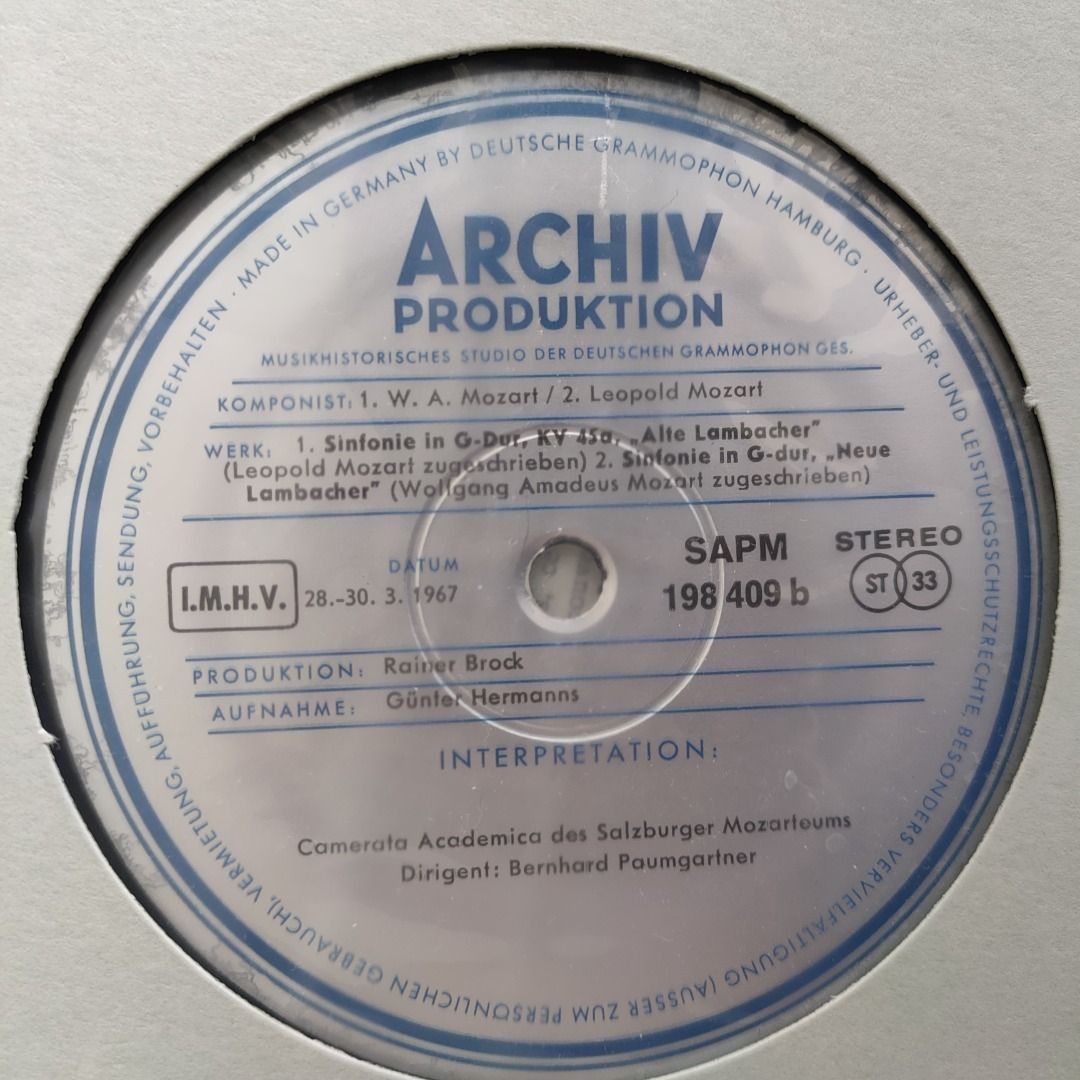 MADE IN GERMANY BY DEUTSCHE GRAMMOPHON HAMBURG · URHEBER- UND LEISTUNGSSCHUTZRECHTE, BESONDERS VERVIELFÄLTIGUNG (AUSSER ZUM PERSÖNLICHEN GEBRAUCH), VERMIETUNG, AUFFÜHRUNG, SENDUNG, VORBEHALTEN ·
ARCHIV
PRODUKTION
MUSIKHISTORISCHES STUDIO DER DEUTSCHEN GRAMMOPHON GES.
KOMPONIST: 1. W. A. Mozart / 2. Leopold Mozart
WERK: 1. Sinfonie in G-Dur, KV 45a, „Alte Lambacher"
(Leopold Mozart zugeschrieben) 2. Sinfonie in G-dur, „Neue
Lambacher" (Wolfgang Amadeus Mozart zugeschrieben)
I.M.H.V.
DATUM
28.-30. 3. 1967
SAPM
198 409 b
STEREO
ST 33
PRODUKTION: Rainer Brock
AUFNAHME: Günter Hermanns
INTERPRETATION:
Camerata Academica des Salzburger Mozarteums
Dirigent: Bernhard Paumgartner